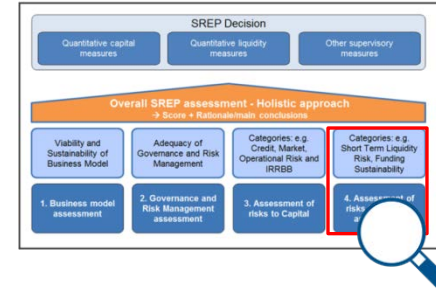 SREP Decision
Quantitative capital
measures
Quantitative liquidity
measures
Other supervisory
measures
Overall SREP assessment - Holistic approach
→ Score + Rationale/main conclusions
Viability and
Sustainability of
Business Model
Adequacy of
Governance and Risk
Management
Categories: e.g.
Credit, Market,
Operational Risk and
IRRBB
Categories: e.g.
Short Term Liquidity
Risk, Funding
Sustainability
1. Business model
assessment
2. Governance and
Risk Management
assessment
3. Assessment of
risks to Capital
4. Assessment of
risks